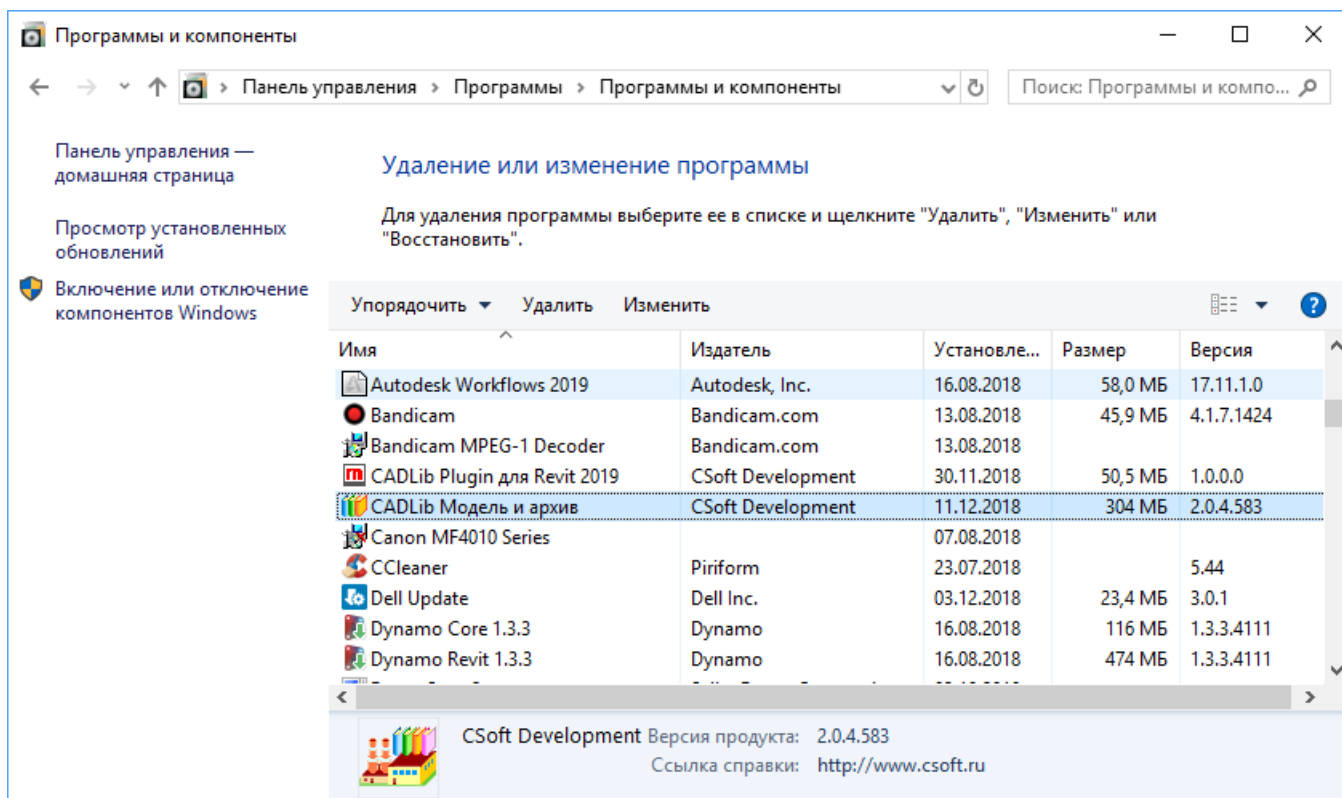 Программы и компоненты
Панель управления › Программы › Программы и компоненты
Поиск: Программы и компо...
Панель управления —
домашняя страница
Просмотр установленных
обновлений
Включение или отключение
компонентов Windows
Удаление или изменение программы
Для удаления программы выберите ее в списке и щелкните "Удалить", "Изменить" или
"Восстановить".
Упорядочить Удалить Изменить
Имя Издатель Установле... Размер Версия
Autodesk Workflows 2019 Autodesk, Inc. 16.08.2018 58,0 МБ 17.11.1.0
Bandicam Bandicam.com 13.08.2018 45,9 МБ 4.1.7.1424
Bandicam MPEG-1 Decoder Bandicam.com 13.08.2018
CADLib Plugin для Revit 2019 CSoft Development 30.11.2018 50,5 МБ 1.0.0.0
CADLib Модель и архив CSoft Development 11.12.2018 304 МБ 2.0.4.583
Canon MF4010 Series 07.08.2018
CCleaner Piriform 23.07.2018 5.44
Dell Update Dell Inc. 03.12.2018 23,4 МБ 3.0.1
Dynamo Core 1.3.3 Dynamo 16.08.2018 116 МБ 1.3.3.4111
Dynamo Revit 1.3.3 Dynamo 16.08.2018 474 МБ 1.3.3.4111
CSoft Development Версия продукта: 2.0.4.583
Ссылка справки: http://www.csoft.ru